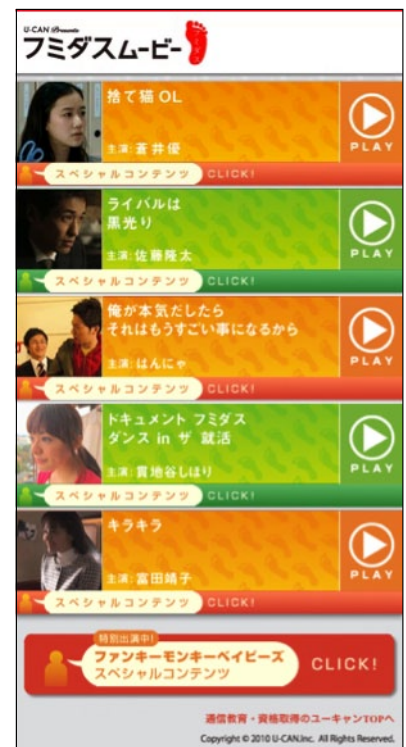 U-CAN Presents
フミダスムービー
フミダス
捨て猫 OL
主演:蒼井優
PLAY
スペシャルコンテンツ CLICK!
ライバルは
黒光り
主演:佐藤隆太
PLAY
スペシャルコンテンツ CLICK!
俺が本気だしたら
それはもうすごい事になるから
主演:はんにゃ
PLAY
スペシャルコンテンツ CLICK!
ドキュメント フミダス
ダンス in ザ 就活
主演:貫地谷しほり
PLAY
スペシャルコンテンツ CLICK!
キラキラ
主演:富田靖子
PLAY
スペシャルコンテンツ CLICK!
特別出演中!
ファンキーモンキーベイビーズ
スペシャルコンテンツ
CLICK!
通信教育・資格取得のユーキャンTOPへ
Copyright © 2010 U-CAN,Inc. All Rights Reserved.